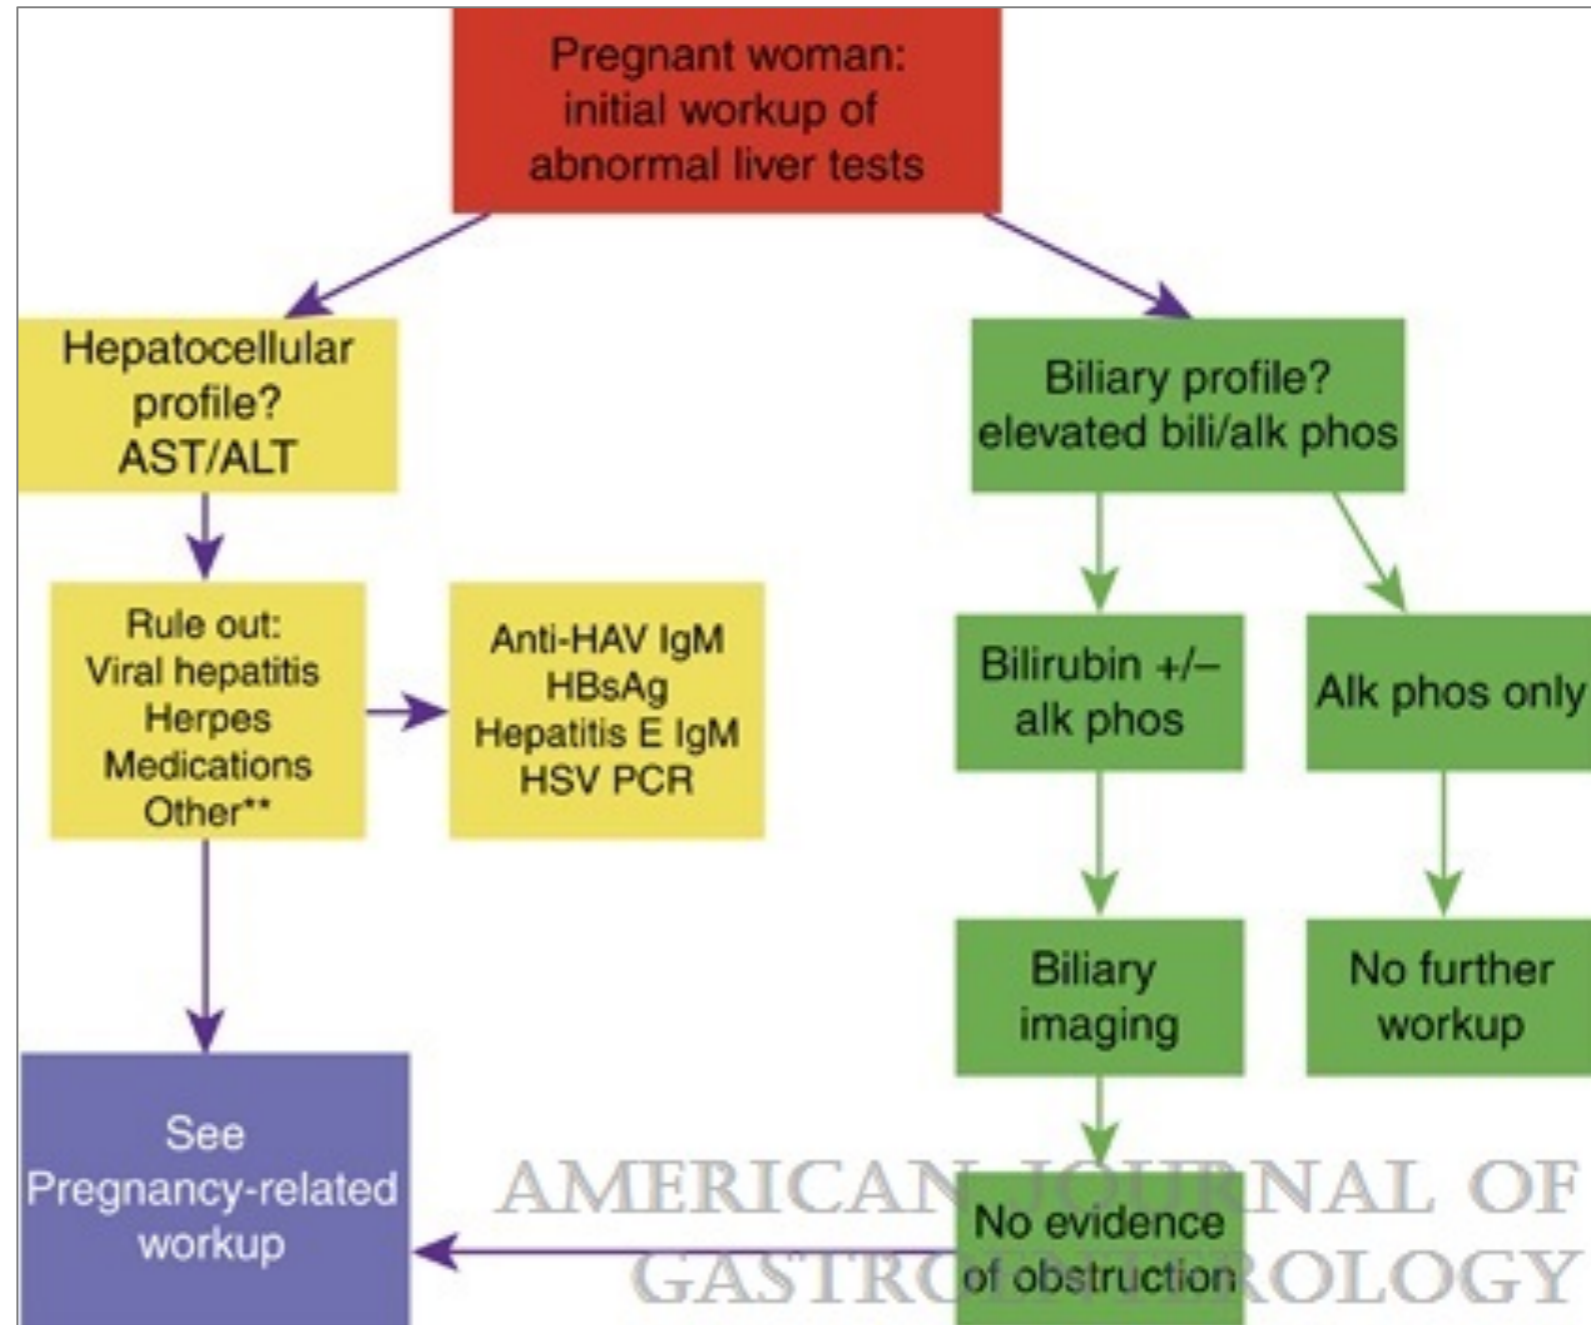 Pregnant woman:
initial workup of
abnormal liver tests
Hepatocellular
profile?
AST/ALT
Biliary profile?
elevated bili/alk phos
Rule out:
Viral hepatitis
Herpes
Medications
Other**
Anti-HAV IgM
HBsAg
Hepatitis E IgM
HSV PCR
Bilirubin +/–
alk phos
Alk phos only
Biliary
imaging
No further
workup
See
Pregnancy-related
workup
No evidence
of obstruction
AMERICAN JOURNAL OF
GASTROENTEROLOGY